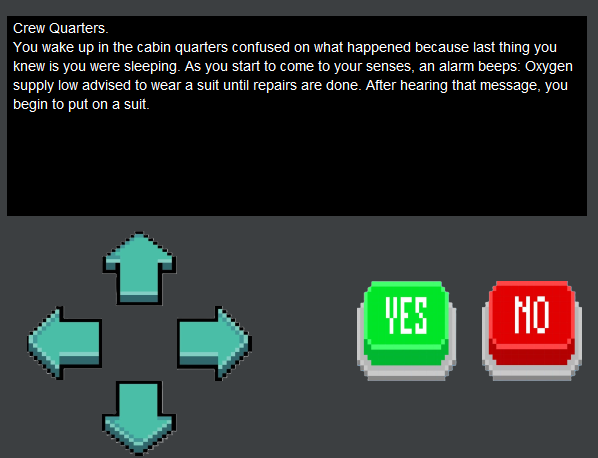 Crew Quarters.
You wake up in the cabin quarters confused on what happened because last thing you
knew is you were sleeping. As you start to come to your senses, an alarm beeps: Oxygen
supply low advised to wear a suit until repairs are done. After hearing that message, you
begin to put on a suit.
YES
NO